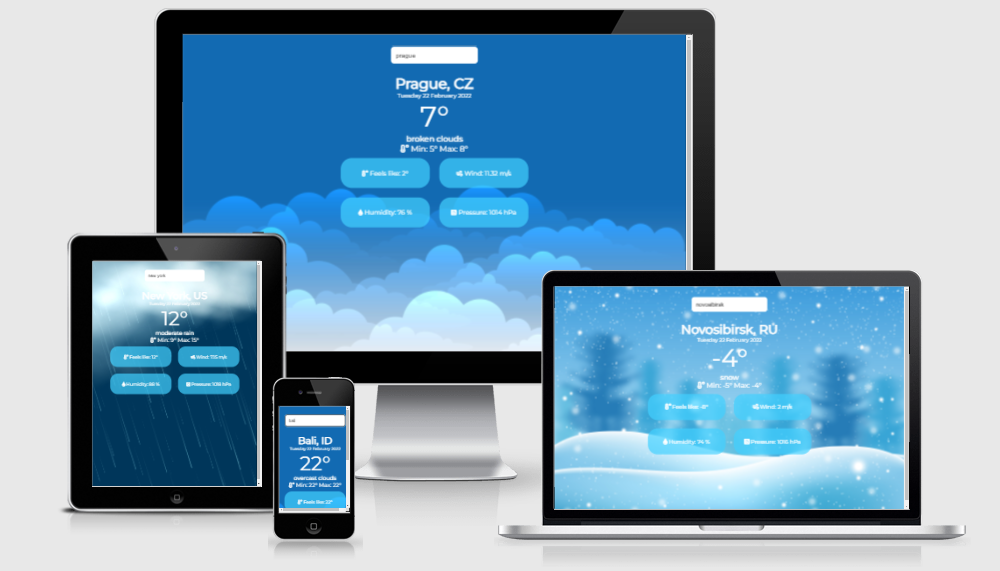 prague
Prague, CZ
Tuesday 22 February 2022
7°
broken clouds
Min: 5° Max: 8°
Feels like: 2°
Wind: 11.32 m/s
Humidity: 76 %
Pressure: 1014 hPa
new york
New York, US
12°
moderate rain
Min: 9° Max: 15°
Feels like: 12°
Wind: 7.15 m/s
Humidity: 88 %
Pressure: 1016 hPa
bali
Bali, ID
Tuesday 22 February 2022
22°
overcast clouds
Min: 22° Max: 22°
Feels like: 22°
novosibirsk
Novosibirsk, RU
Tuesday 22 February 2022
-4°
snow
Min: -5° Max: -4°
Feels like: -6°
Wind: 2 m/s
Humidity: 74 %
Pressure: 1016 hPa